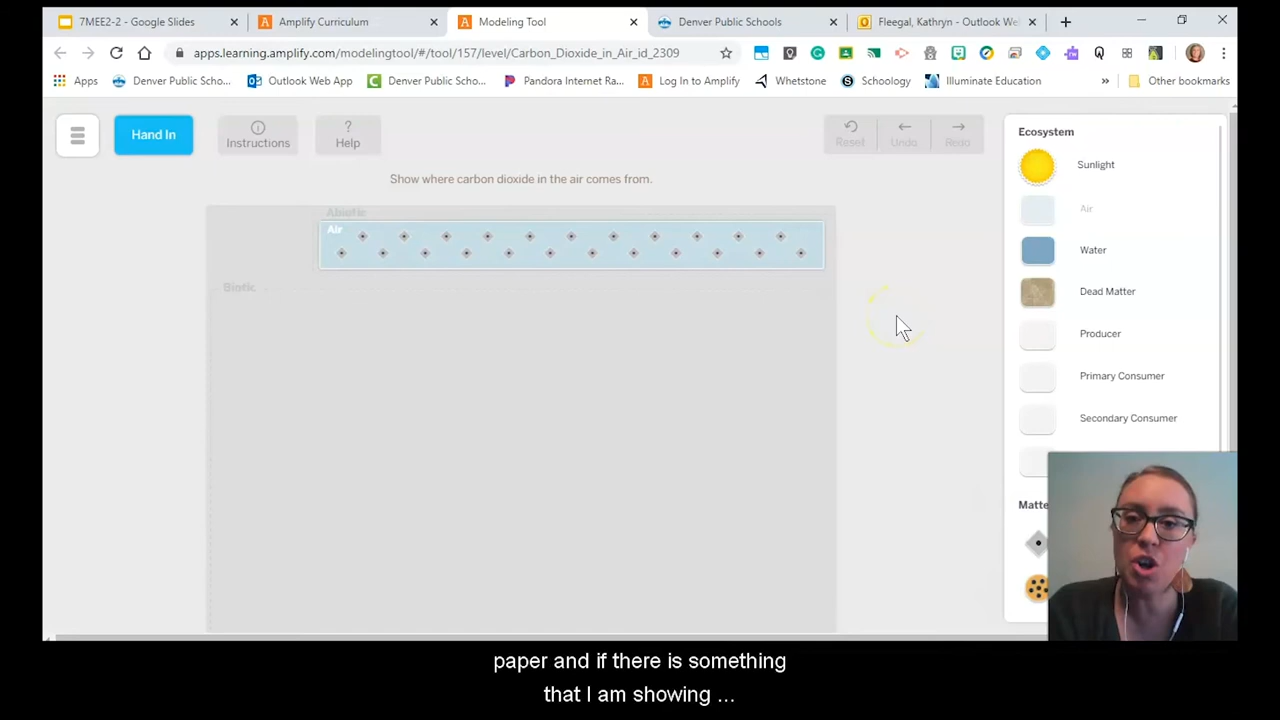 7MEE2-2 - Google Slides
Amplify Curriculum
Modeling Tool
Denver Public Schools
Fleegal, Kathryn - Outlook We
apps.learning.amplify.com/modelingtool/#/tool/157/level/Carbon_Dioxide_in_Air_id_2309
Apps
Denver Public Scho...
Outlook Web App
Denver Public Scho...
Pandora Internet Ra...
Log In to Amplify
Whetstone
Schoology
Illuminate Education
»
Other bookmarks
Hand In
Instructions
Help
Reset
Undo
Redo
Show where carbon dioxide in the air comes from.
Abiotic
Air
Biotic
Ecosystem
Sunlight
Air
Water
Dead Matter
Producer
Primary Consumer
Secondary Consumer
Matte
paper and if there is something
that I am showing ...